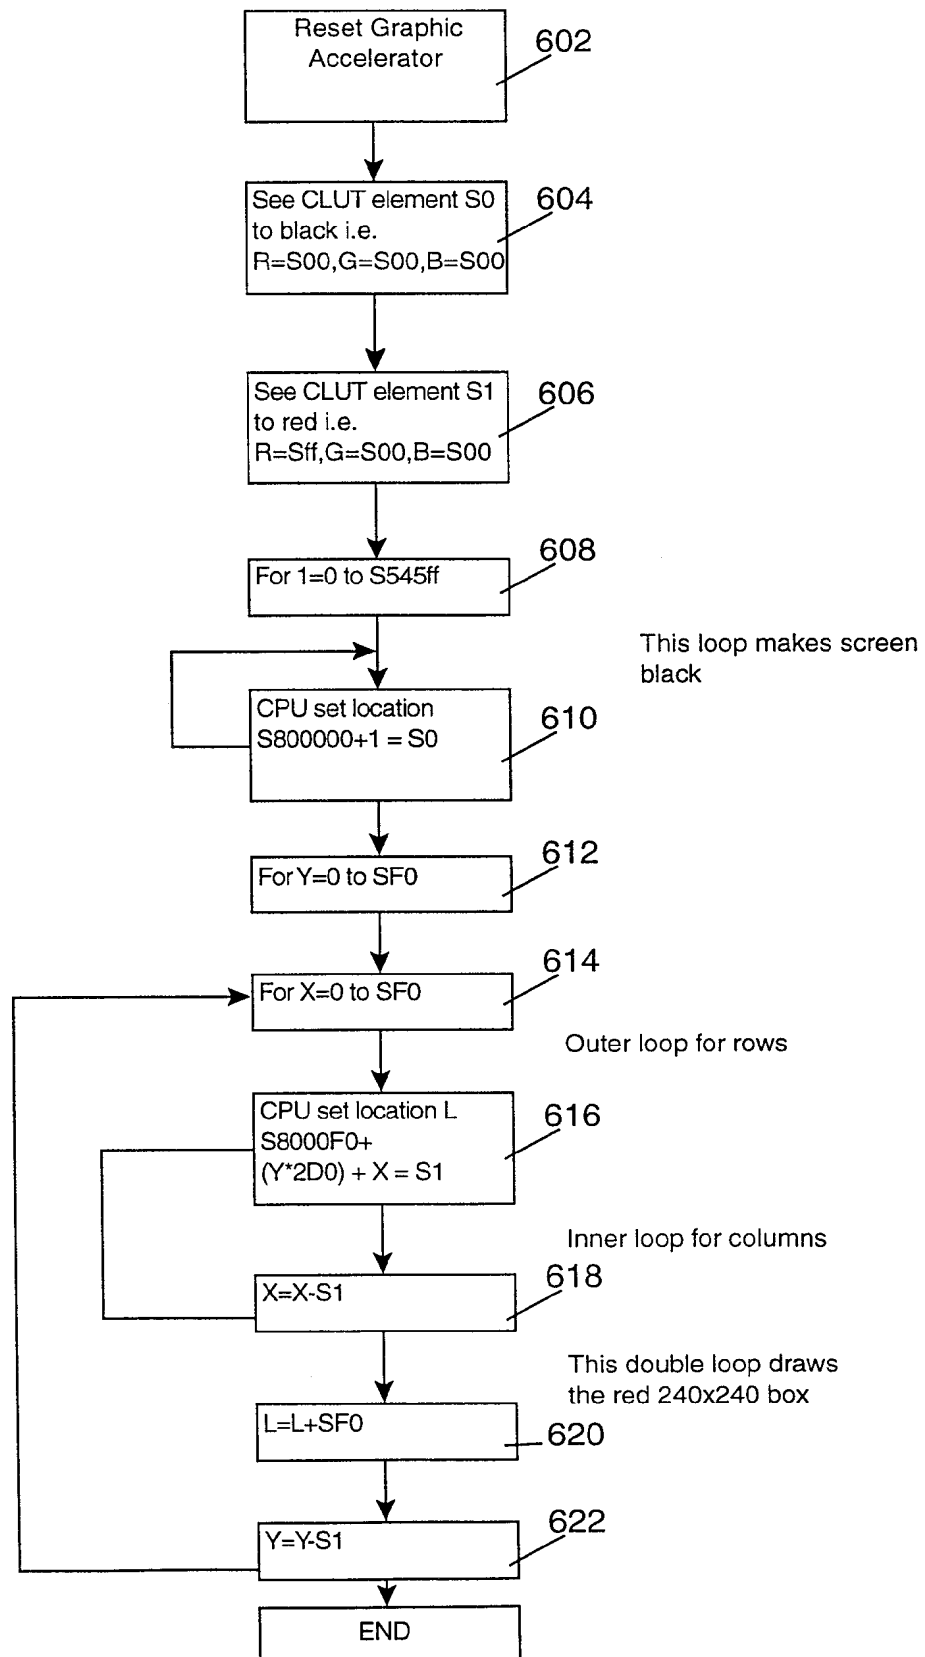 Reset Graphic
Accelerator
602
See CLUT element S0
to black i.e.
R=S00,G=S00,B=S00
604
See CLUT element S1
to red i.e.
R=Sff,G=S00,B=S00
606
For 1=0 to S545ff
608
This loop makes screen
black
CPU set location
S800000+1 = S0
610
For Y=0 to SF0
612
For X=0 to SF0
614
Outer loop for rows
CPU set location L
S8000F0+
(Y*2D0) + X = S1
616
Inner loop for columns
X=X-S1
618
This double loop draws
the red 240x240 box
L=L+SF0
620
Y=Y-S1
622
END